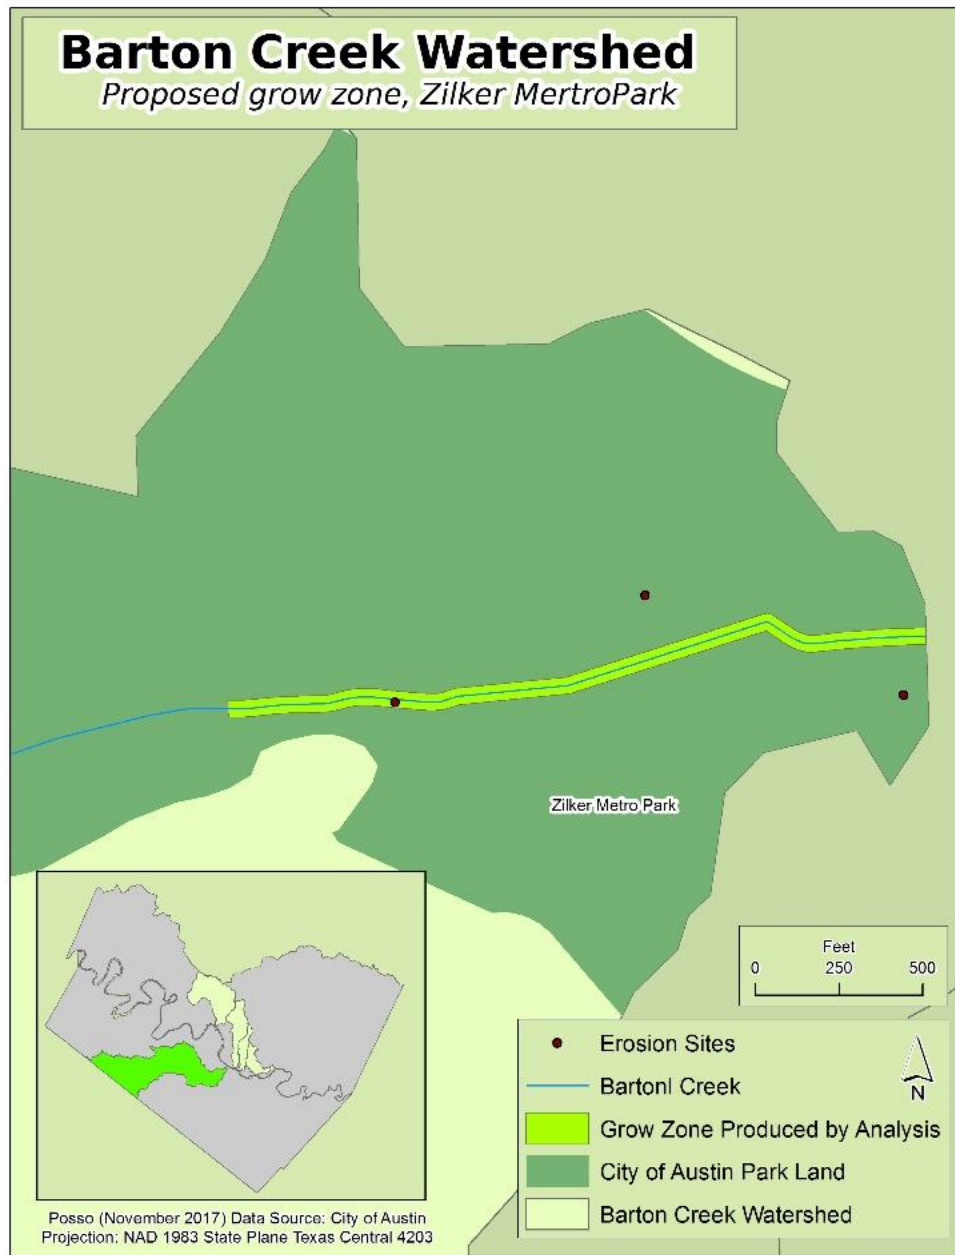 Barton Creek Watershed
Proposed grow zone, Zilker MertroPark
Zilker Metro Park
Feet
0 250 500
Erosion Sites
Bartonl Creek
N
Grow Zone Produced by Analysis
City of Austin Park Land
Barton Creek Watershed
Posso (November 2017) Data Source: City of Austin
Projection: NAD 1983 State Plane Texas Central 4203